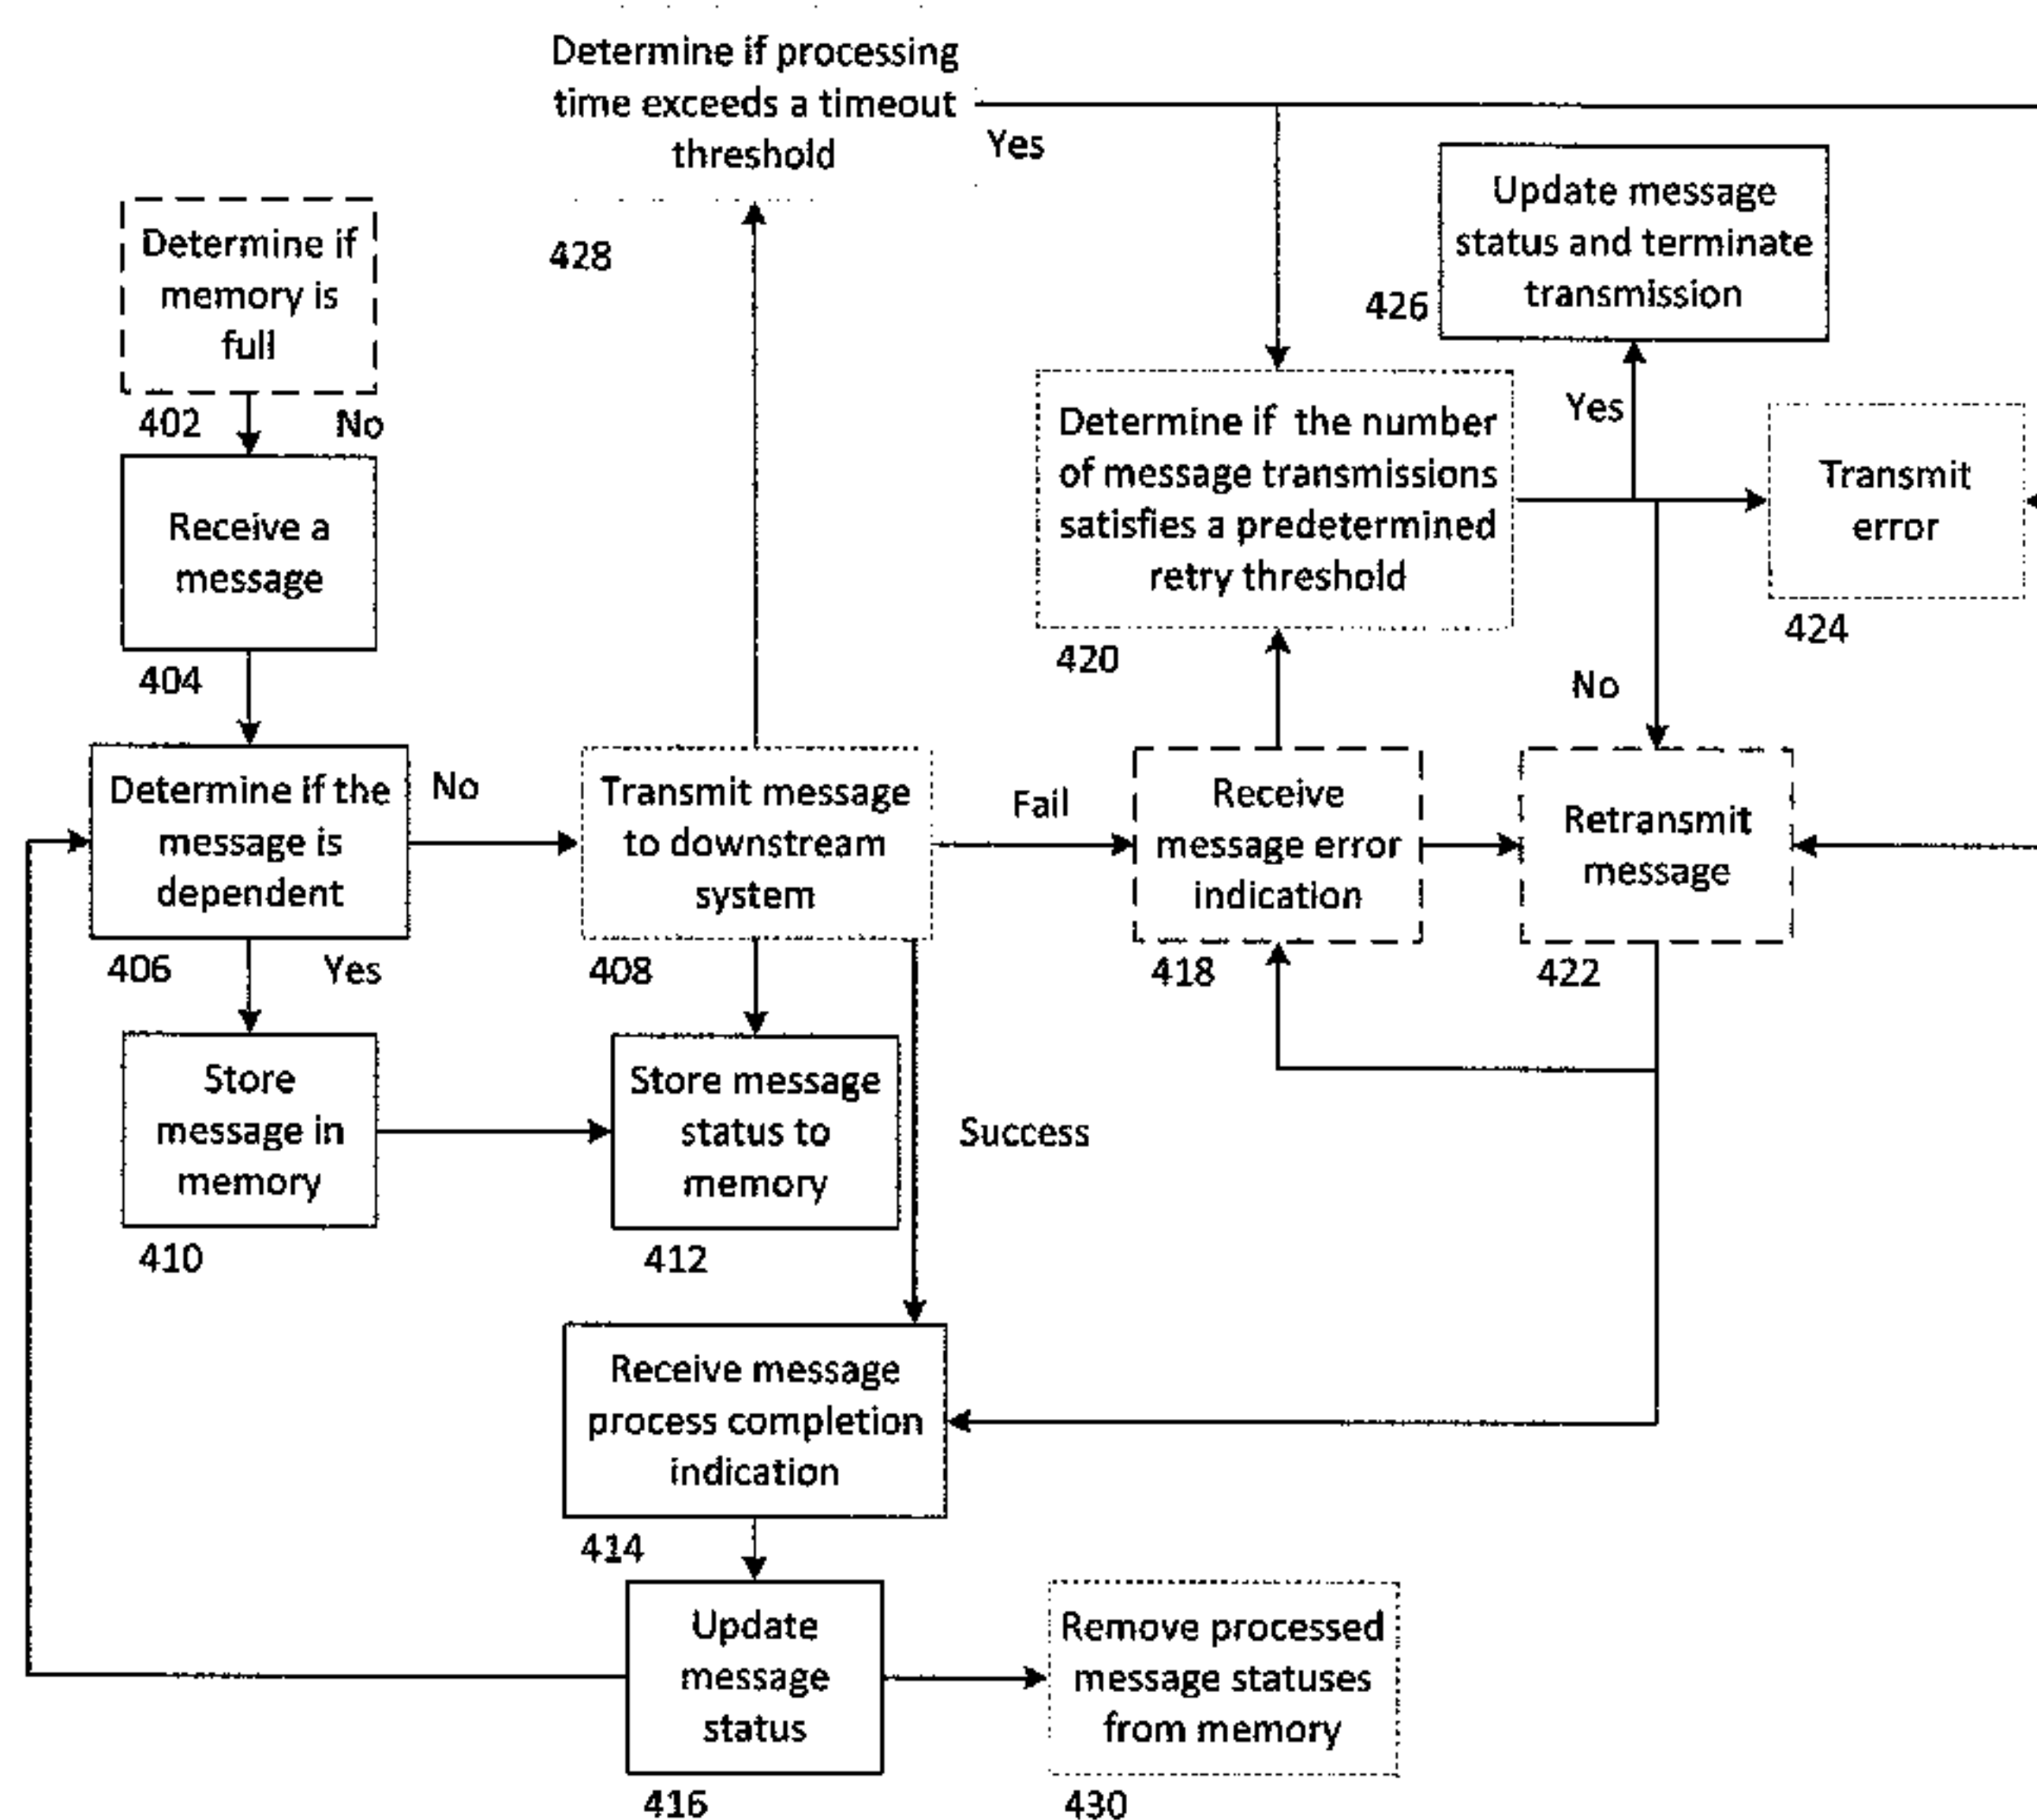 Determine if processing
time exceeds a timeout
threshold
Yes
428
Determine if
memory is
full
402
No
Receive a
message
404
Update message
status and terminate
transmission
426
Determine if the number
of message transmissions
satisfies a predetermined
retry threshold
420
Yes
Transmit
error
424
No
Determine if the
message is
dependent
406
No
Yes
Transmit message
to downstream
system
408
Fail
Receive
message error
indication
418
Retransmit
message
422
Store
message in
memory
410
Store message
status to
memory
412
Success
Receive message
process completion
indication
414
Update
message
status
416
Remove processed
message statuses
from memory
430